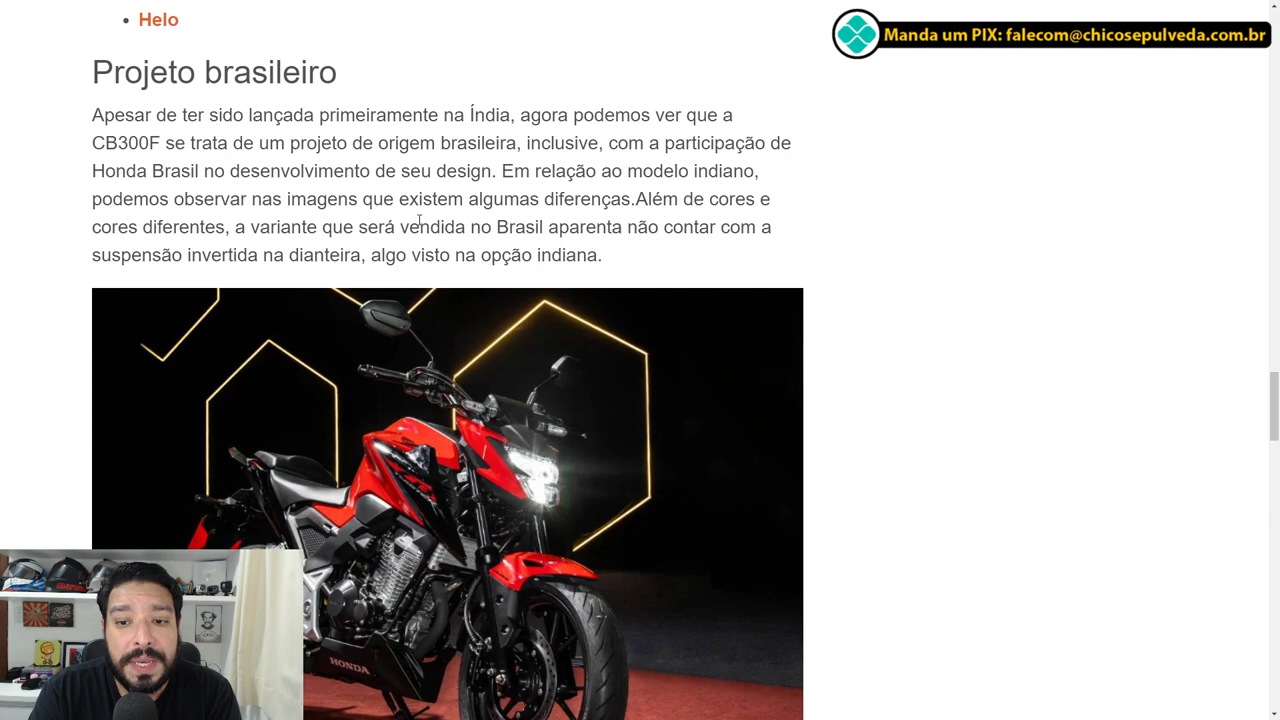 Helo
Manda um PIX: falecom@chicosepulveda.com.br
Projeto brasileiro
Apesar de ter sido lançada primeiramente na Índia, agora podemos ver que a
CB300F se trata de um projeto de origem brasileira, inclusive, com a participação de
Honda Brasil no desenvolvimento de seu design. Em relação ao modelo indiano,
podemos observar nas imagens que existem algumas diferenças.Além de cores e
cores diferentes, a variante que será vendida no Brasil aparenta não contar com a
suspensão invertida na dianteira, algo visto na opção indiana.
HONDA